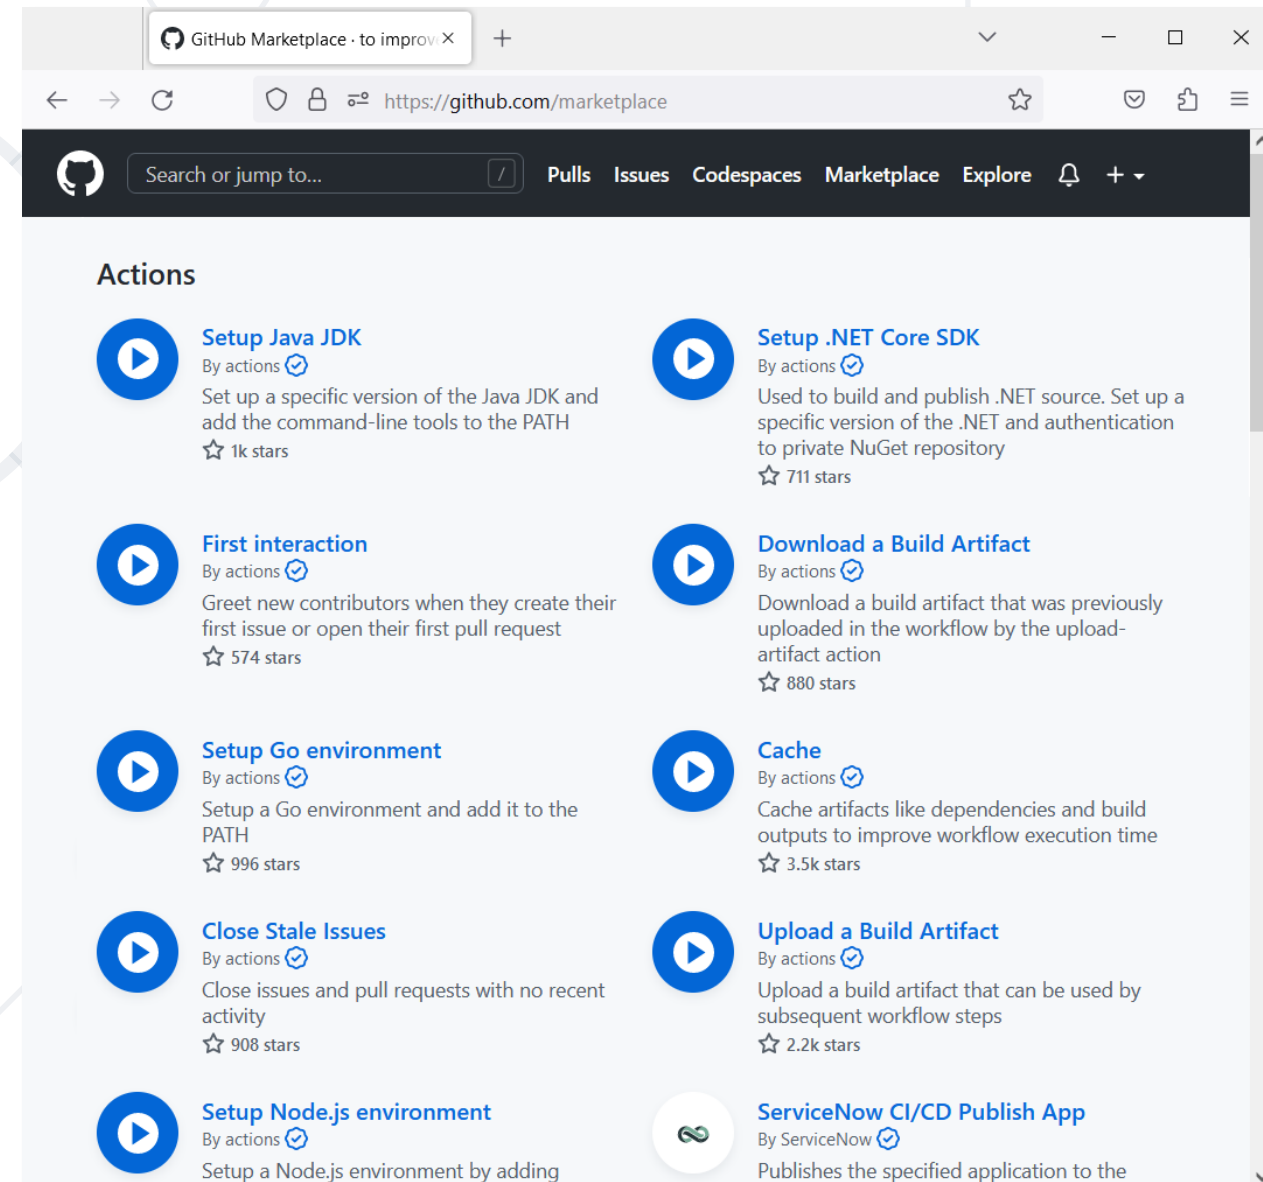 GitHub Marketplace · to improv
https://github.com/marketplace
Search or jump to...
/
Pulls
Issues
Codespaces
Marketplace
Explore
Actions
Setup Java JDK
By actions
Set up a specific version of the Java JDK and
add the command-line tools to the PATH
1k stars
Setup .NET Core SDK
By actions
Used to build and publish .NET source. Set up a
specific version of the .NET and authentication
to private NuGet repository
711 stars
First interaction
By actions
Greet new contributors when they create their
first issue or open their first pull request
574 stars
Download a Build Artifact
By actions
Download a build artifact that was previously
uploaded in the workflow by the upload-
artifact action
880 stars
Setup Go environment
By actions
Setup a Go environment and add it to the
PATH
996 stars
Cache
By actions
Cache artifacts like dependencies and build
outputs to improve workflow execution time
3.5k stars
Close Stale Issues
By actions
Close issues and pull requests with no recent
activity
908 stars
Upload a Build Artifact
By actions
Upload a build artifact that can be used by
subsequent workflow steps
2.2k stars
Setup Node.js environment
By actions
Setup a Node.js environment by adding
ServiceNow CI/CD Publish App
By ServiceNow
Publishes the specified application to the